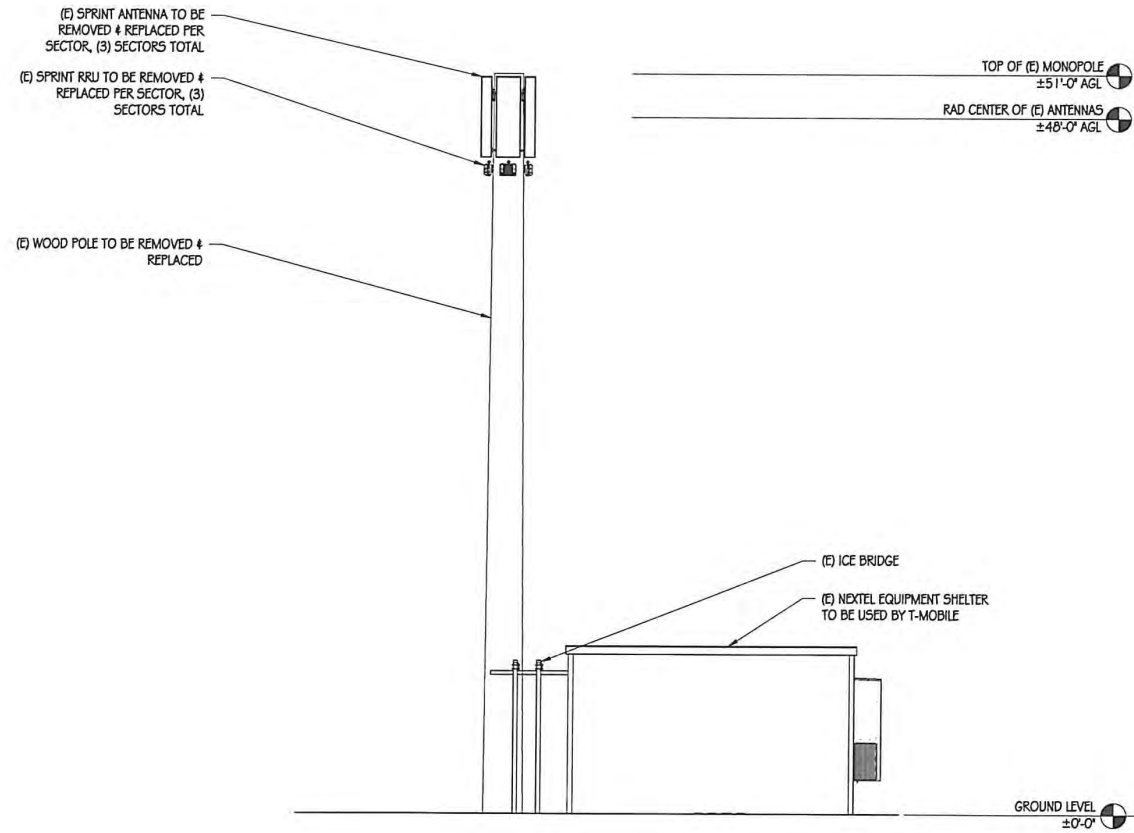 (E) SPRINT ANTENNA TO BE
REMOVED & REPLACED PER
SECTOR, (3) SECTORS TOTAL
(E) SPRINT RRU TO BE REMOVED &
REPLACED PER SECTOR, (3)
SECTORS TOTAL
TOP OF (E) MONOPOLE
±51'-0" AGL
RAD CENTER OF (E) ANTENNAS
±48'-0" AGL
(E) WOOD POLE TO BE REMOVED &
REPLACED
(E) ICE BRIDGE
(E) NEXTEL EQUIPMENT SHELTER
TO BE USED BY T-MOBILE
GROUND LEVEL
±0'-0"